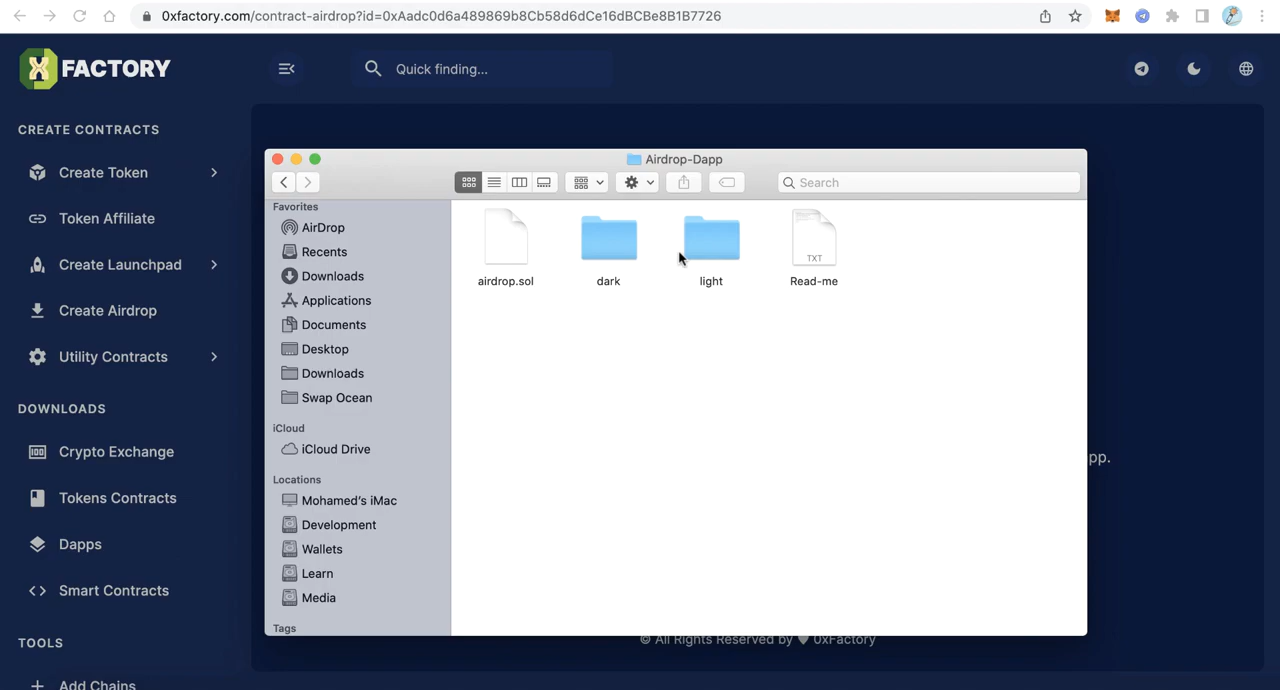 0xfactory.com/contract-airdrop?id=0xAadc0d6a489869b8Cb58d6dCe16dBCBe8B1B7726
X FACTORY
Quick finding...
CREATE CONTRACTS
Create Token
Token Affiliate
Create Launchpad
Create Airdrop
Utility Contracts
DOWNLOADS
Crypto Exchange
Tokens Contracts
Dapps
Smart Contracts
TOOLS
Add Chains
Airdrop-Dapp
Search
Favorites
AirDrop
Recents
Downloads
Applications
Documents
Desktop
Downloads
Swap Ocean
iCloud
iCloud Drive
Locations
Mohamed's iMac
Development
Wallets
Learn
Media
Tags
airdrop.sol
dark
light
TXT
Read-me
pp.
© All Rights Reserved by ♥ 0xFactory